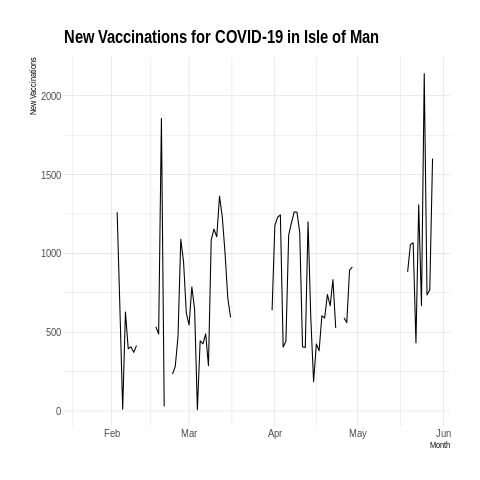 New Vaccinations for COVID-19 in Isle of Man
New Vaccinations
2000
1500
1000
500
0
Feb Mar Apr May Jun
Month